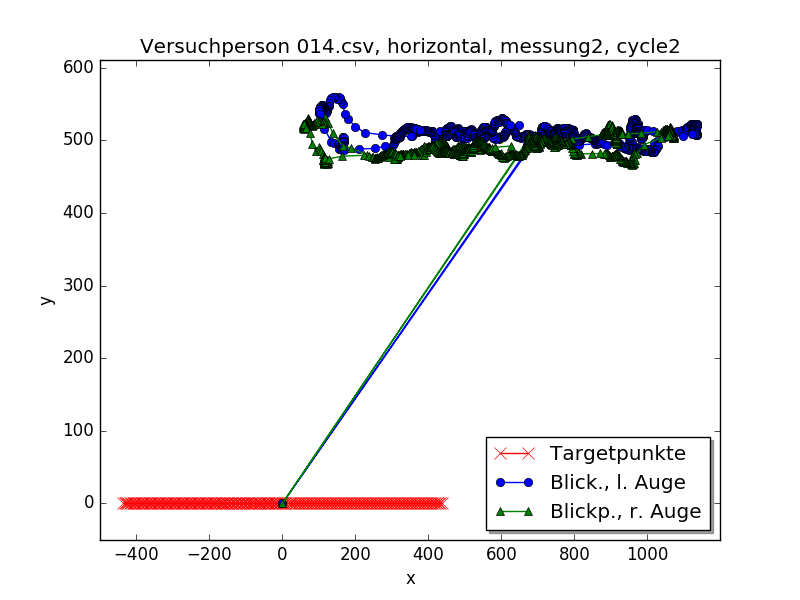 Versuchperson 014.csv, horizontal, messung2, cycle2
600
500
400
300
200
100
0
y
−400 −200 0 200 400 600 800 1000
x
Targetpunkte
Blick., l. Auge
Blickp., r. Auge